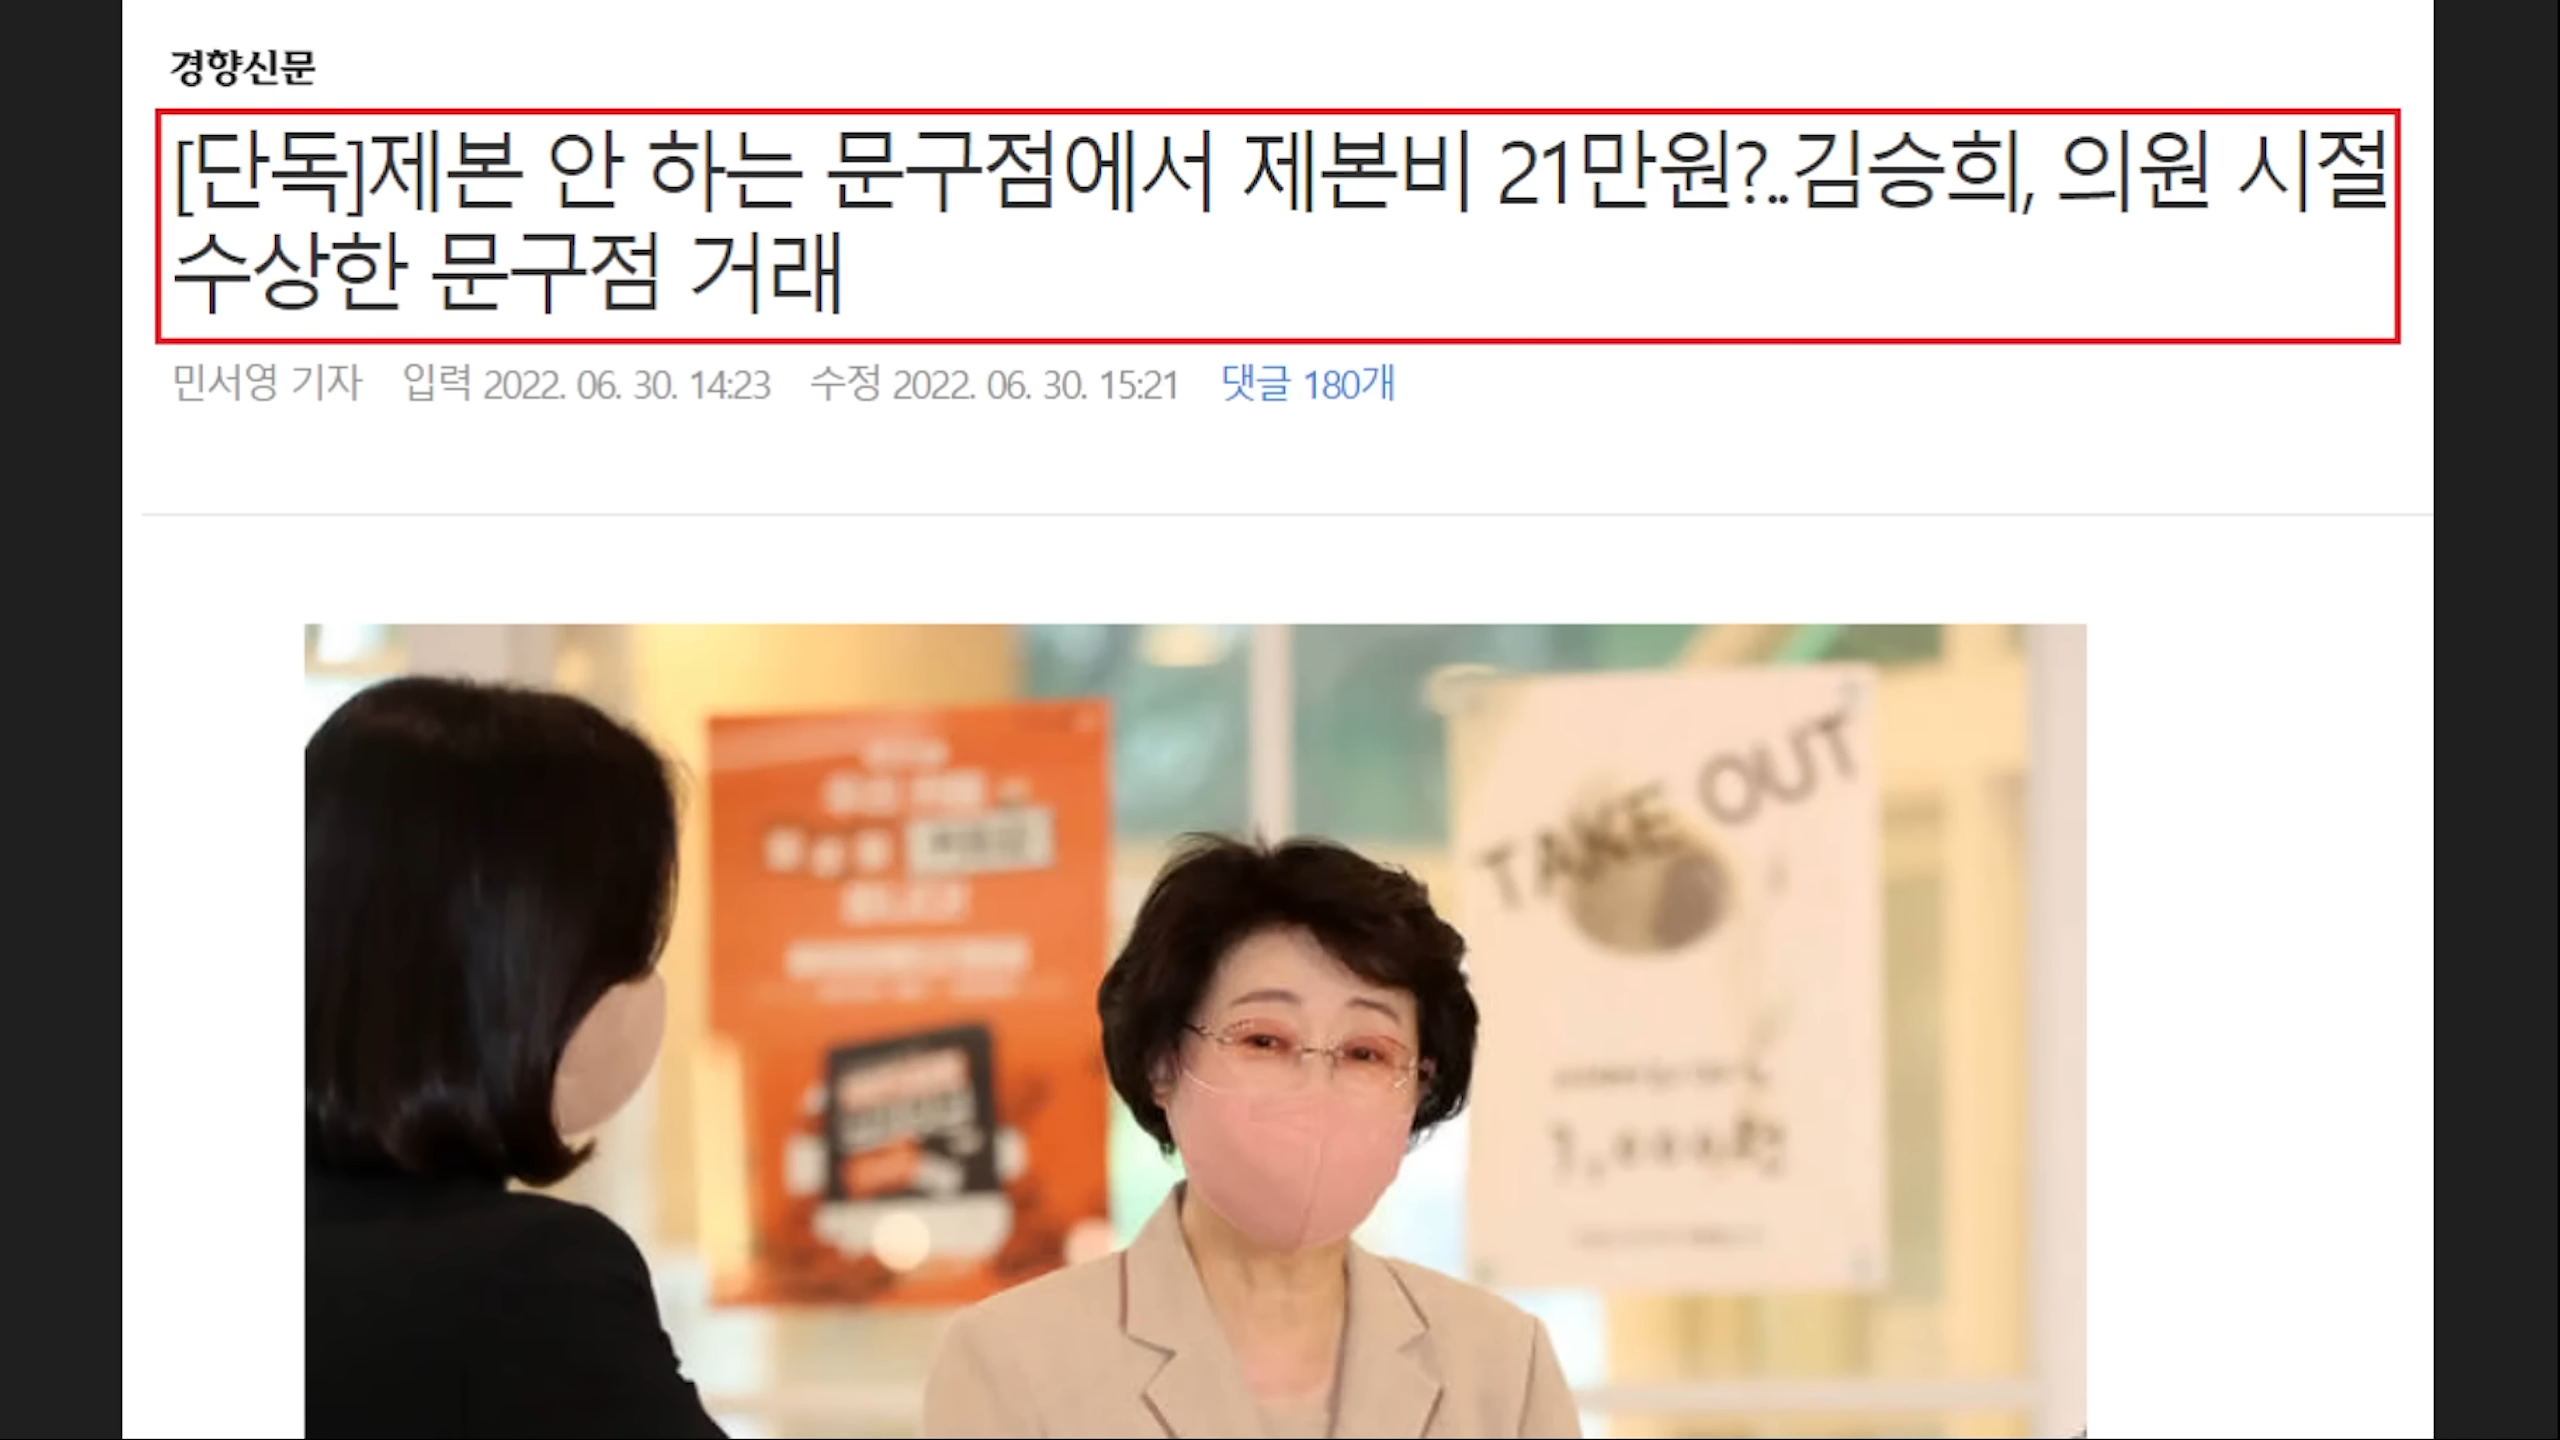 경향신문
[단독]제본 안 하는 문구점에서 제본비 21만원?..김승희, 의원 시절
수상한 문구점 거래
민서영 기자 입력 2022. 06. 30. 14:23 수정 2022. 06. 30. 15:21 댓글 180개
TAKE OUT